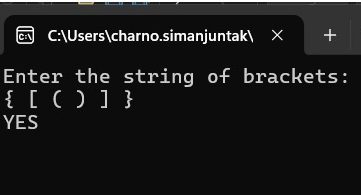 C:\Users\charno.simanjuntak\
Enter the string of brackets:
{ [ ( ) ] }
YES